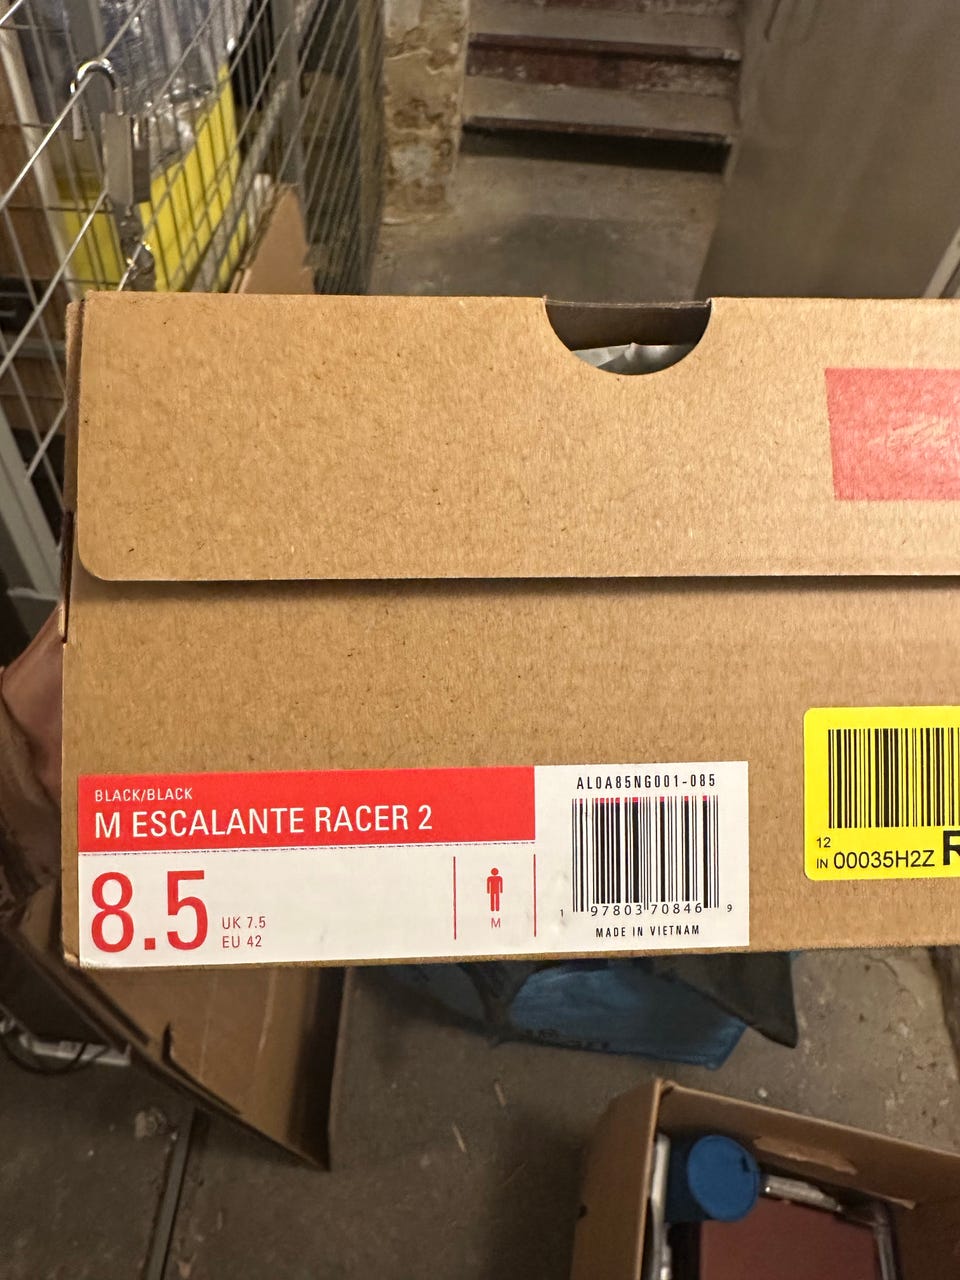 BLACK/BLACK
M ESCALANTE RACER 2
8.5
UK 7.5
EU 42
M
AL0A85NG001-085
1 97803 70846 9
MADE IN VIETNAM
12
IN 00035H2Z R